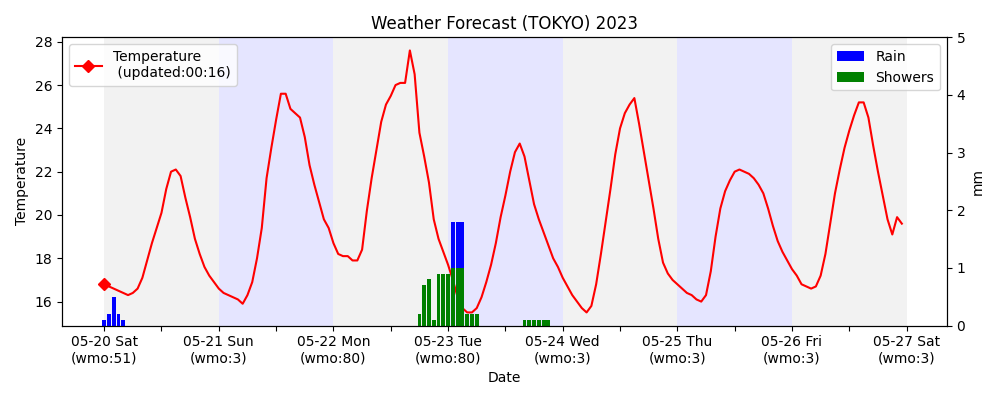 Weather Forecast (TOKYO) 2023
Temperature
(updated:00:16)
Rain
Showers
28
26
24
22
20
18
16
Temperature
5
4
3
2
1
0
mm
05-20 Sat
(wmo:51)
05-21 Sun
(wmo:3)
05-22 Mon
(wmo:80)
05-23 Tue
(wmo:80)
05-24 Wed
(wmo:3)
05-25 Thu
(wmo:3)
05-26 Fri
(wmo:3)
05-27 Sat
(wmo:3)
Date